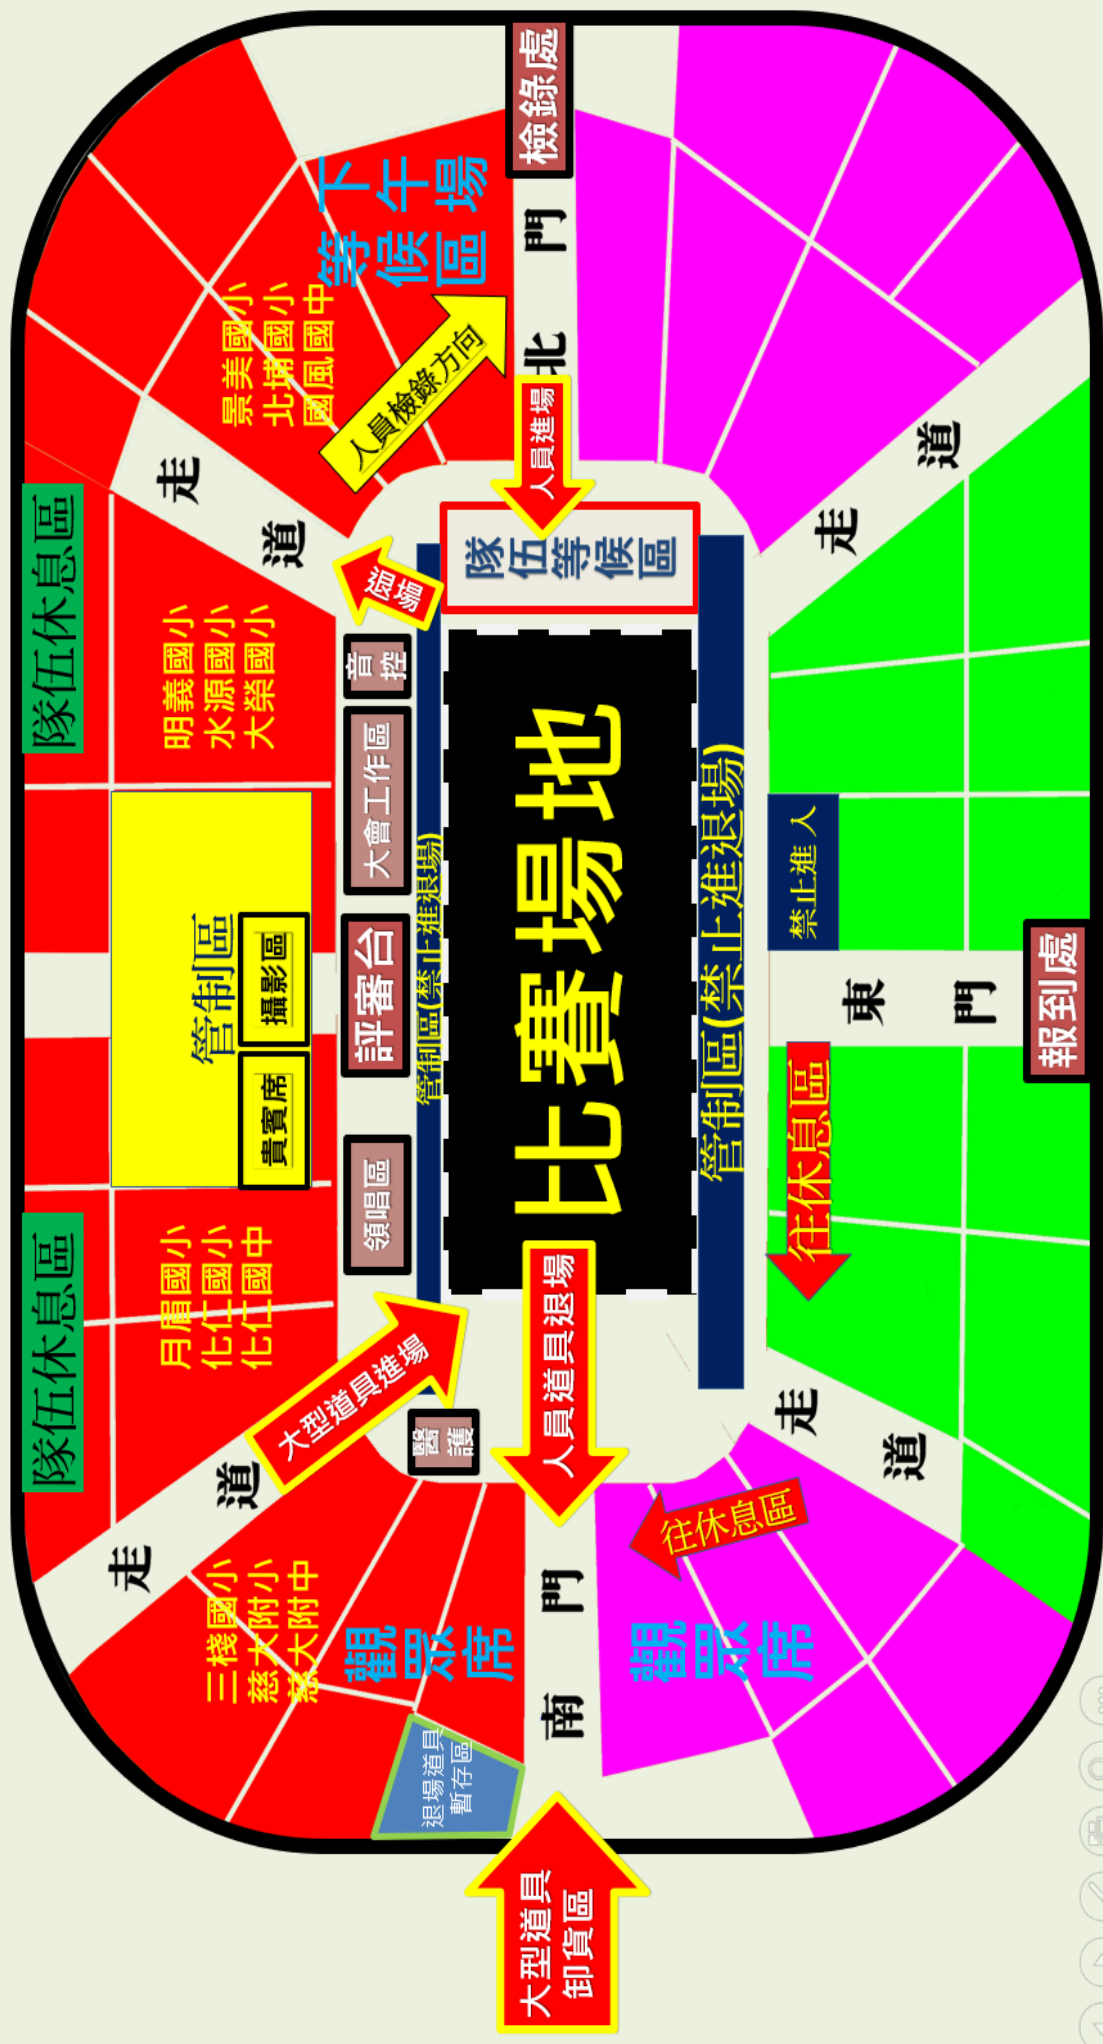 隊伍休息區
隊伍休息區
三棧國小
慈大附小
慈大附中
月眉國小
化仁國小
化仁國中
明義國小
水源國小
大榮國小
景美國小
北埔國小
國風國中
下午場
等候區
走道
走道
管制區
貴賓席
攝影區
大型道具進場
領唱區
評審台
大會工作區
音控
退場
人員檢錄方向
醫護
管制區(禁止進退場)
觀眾席
退場道具
暫存區
大型道具
卸貨區
南門
人員道具退場
比賽場地
隊伍等候區
人員進場
北門
檢錄處
管制區(禁止進退場)
觀眾席
往休息區
往休息區
禁止進入
走道
走道
東門
報到處